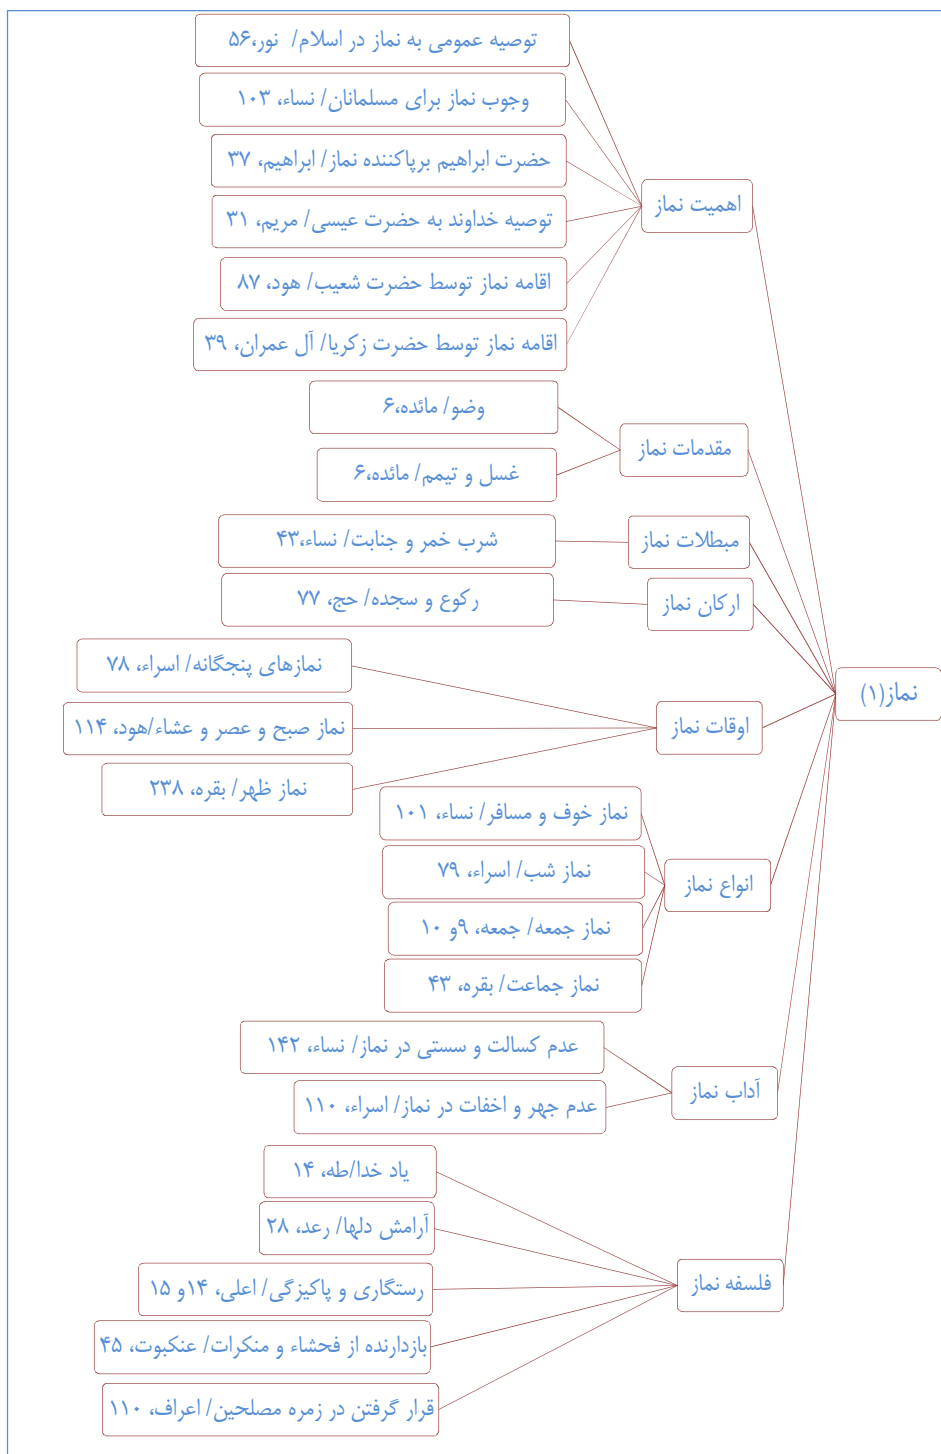 نماز(۱)
اهمیت نماز
توصیه عمومی به نماز در اسلام/ نور،۵۶
وجوب نماز برای مسلمانان/ نساء، ۱۰۳
حضرت ابراهیم برپاکننده نماز/ ابراهیم، ۳۷
توصیه خداوند به حضرت عیسی/ مریم، ۳۱
اقامه نماز توسط حضرت شعیب/ هود، ۸۷
اقامه نماز توسط حضرت زکریا/ آل عمران، ۳۹
مقدمات نماز
وضو/ مائده،۶
غسل و تیمم/ مائده،۶
مبطلات نماز
شرب خمر و جنابت/ نساء،۴۳
ارکان نماز
رکوع و سجده/ حج، ۷۷
اوقات نماز
نمازهای پنجگانه/ اسراء، ۷۸
نماز صبح و عصر و عشاء/هود، ۱۱۴
نماز ظهر/ بقره، ۲۳۸
انواع نماز
نماز خوف و مسافر/ نساء، ۱۰۱
نماز شب/ اسراء، ۷۹
نماز جمعه/ جمعه، ۹و ۱۰
نماز جماعت/ بقره، ۴۳
آداب نماز
عدم کسالت و سستی در نماز/ نساء، ۱۴۲
عدم جهر و اخفات در نماز/ اسراء، ۱۱۰
فلسفه نماز
یاد خدا/طه، ۱۴
آرامش دلها/ رعد، ۲۸
رستگاری و پاکیزگی/ اعلی، ۱۴و ۱۵
بازدارنده از فحشاء و منکرات/ عنکبوت، ۴۵
قرار گرفتن در زمره مصلحین/ اعراف، ۱۱۰